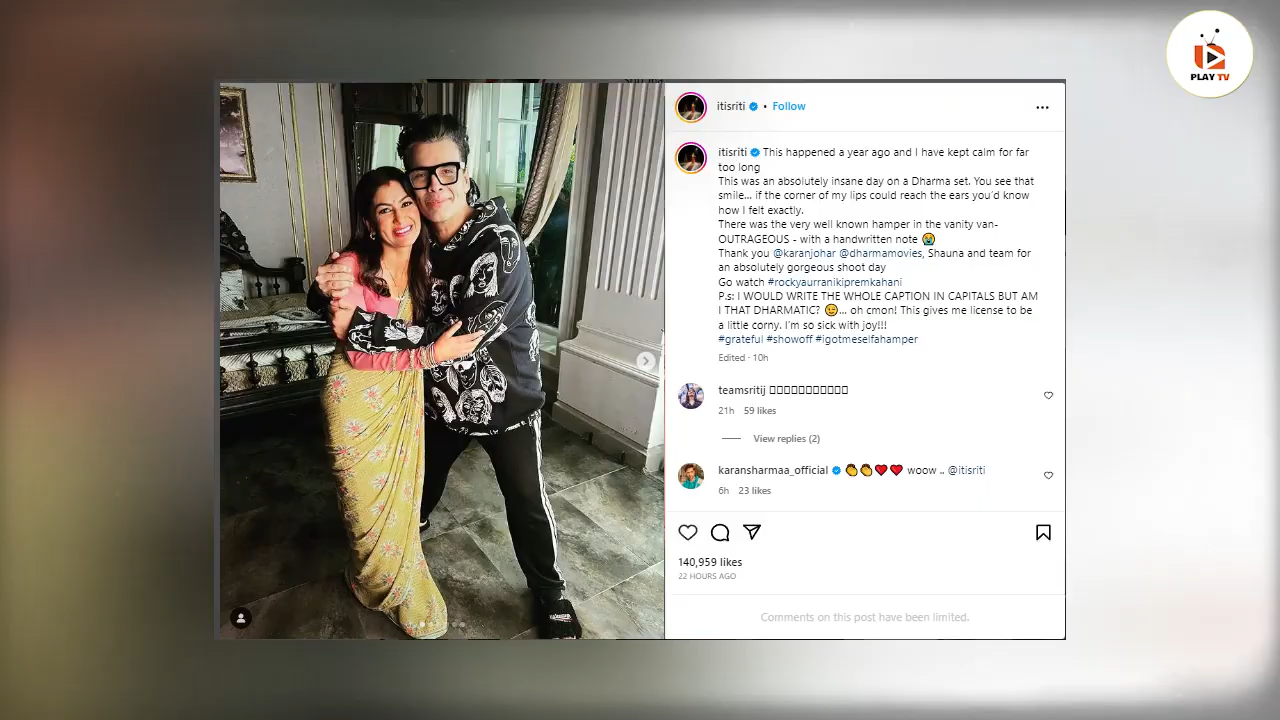 PLAY TV
itisriti • Follow
itisriti This happened a year ago and I have kept calm for far
too long
This was an absolutely insane day on a Dharma set. You see that
smile... if the corner of my lips could reach the ears you'd know
how I felt exactly.
There was the very well known hamper in the vanity van-
OUTRAGEOUS - with a handwritten note 😭
Thank you @karanjohar @dharmamovies, Shauna and team for
an absolutely gorgeous shoot day
Go watch #rockyaurranikipremkahani
P.s: I WOULD WRITE THE WHOLE CAPTION IN CAPITALS BUT AM
I THAT DHARMATIC? 😉... oh cmon! This gives me license to be
a little corny. I'm so sick with joy!!!
#grateful #showoff #igotmeselfahamper
Edited · 10h
teamsritij
21h 59 likes
View replies (2)
karansharmaa_official 👏👏❤️❤️ woow .. @itisriti
6h 23 likes
140,959 likes
22 HOURS AGO
Comments on this post have been limited.